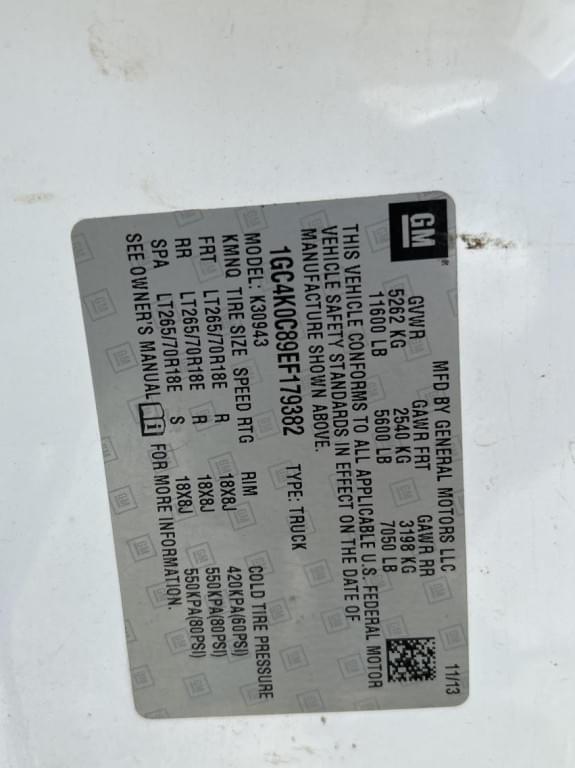 GM
MFD BY GENERAL MOTORS LLC 11/13
GVWR GAWR FRT GAWR RR
5262 KG 2540 KG 3198 KG
11600 LB 5600 LB 7050 LB
THIS VEHICLE CONFORMS TO ALL APPLICABLE U.S. FEDERAL MOTOR
VEHICLE SAFETY STANDARDS IN EFFECT ON THE DATE OF
MANUFACTURE SHOWN ABOVE.
1GC4K0C89EF179382 TYPE: TRUCK
MODEL: K30943
KMNQ TIRE SIZE SPEED RTG RIM COLD TIRE PRESSURE
FRT LT265/70R18E R 18X8J 420KPA(60PSI)
RR LT265/70R18E R 18X8J 550KPA(80PSI)
SPA LT265/70R18E S 18X8J 550KPA(80PSI)
SEE OWNER'S MANUAL FOR MORE INFORMATION.